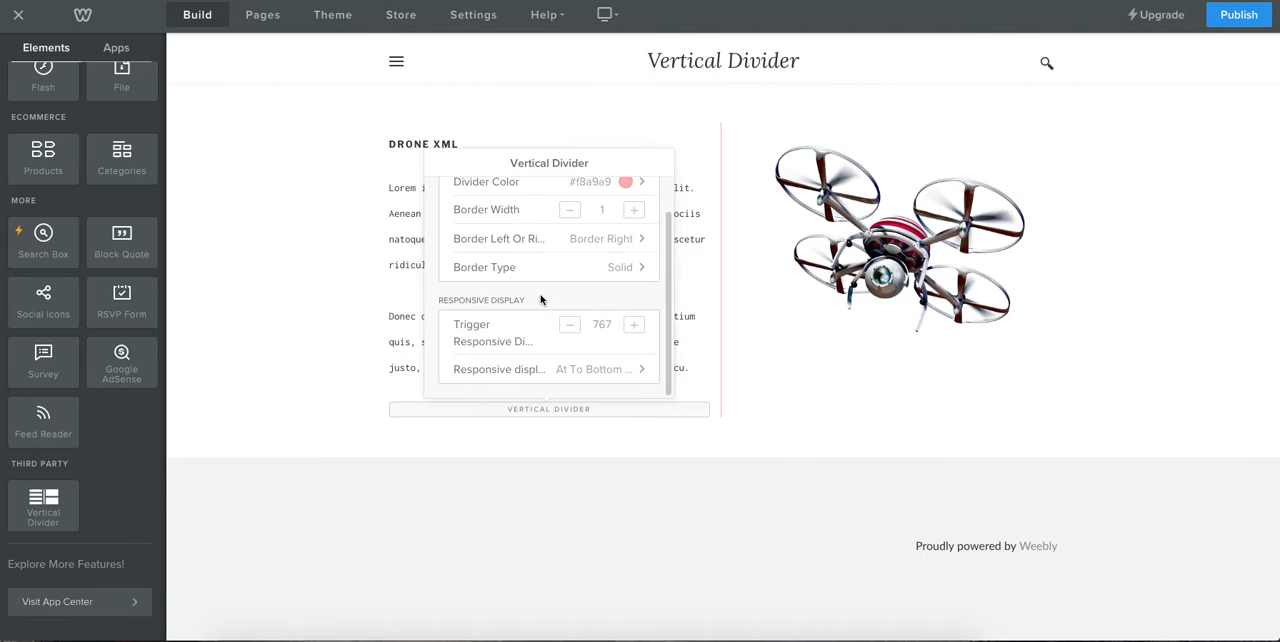 Build Pages Theme Store Settings Help Upgrade Publish
Elements Apps
Flash File
ECOMMERCE
Products Categories
MORE
Search Box Block Quote
Social Icons RSVP Form
Survey Google AdSense
Feed Reader
THIRD PARTY
Vertical Divider
Explore More Features!
Visit App Center
Vertical Divider
DRONE XML
Lorem i lit.
Aenean ociis
natoque scetur
ridicul
Donec tium
quis, s e
justo, cu.
Vertical Divider
Divider Color #f8a9a9
Border Width − 1 +
Border Left Or Ri... Border Right
Border Type Solid
RESPONSIVE DISPLAY
Trigger − 767 +
Responsive Di...
Responsive displ... At To Bottom ...
VERTICAL DIVIDER
Proudly powered by Weebly